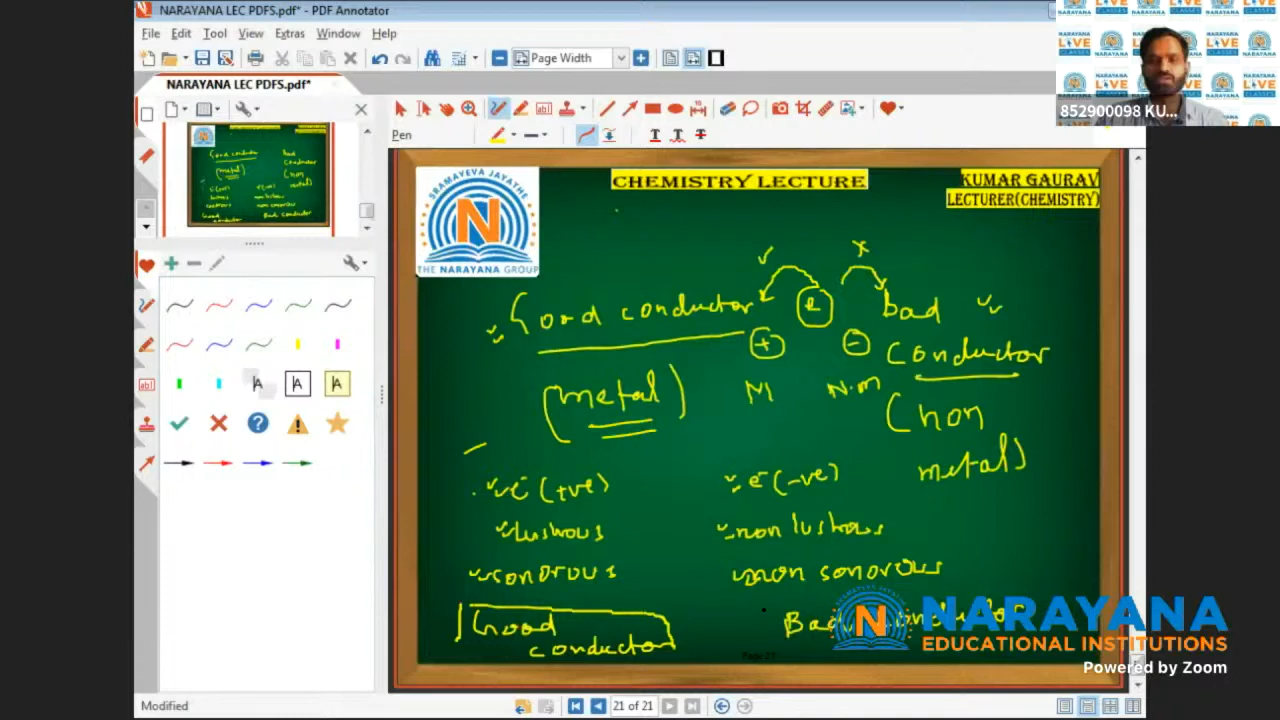 NARAYANA LEC PDFS.pdf* - PDF Annotator
File Edit Tool View Extras Window Help
Page Width
NARAYANA LEC PDFS.pdf*
Pen
852900098 KU...
SRAMAYEVA JAYATHE
N
THE NARAYANA GROUP
CHEMISTRY LECTURE
KUMAR GAURAV
LECTURER(CHEMISTRY)
Good conductor
e
Bad
conductor
+
-
(metal)
M
N.M
(non
metal)
e⁻ (+ve)
e⁻ (-ve)
lustrous
non lustrous
sonorous
non sonorous
Good
conductor
Bad conductor
NARAYANA
EDUCATIONAL INSTITUTIONS
Powered by Zoom
Modified
21 of 21